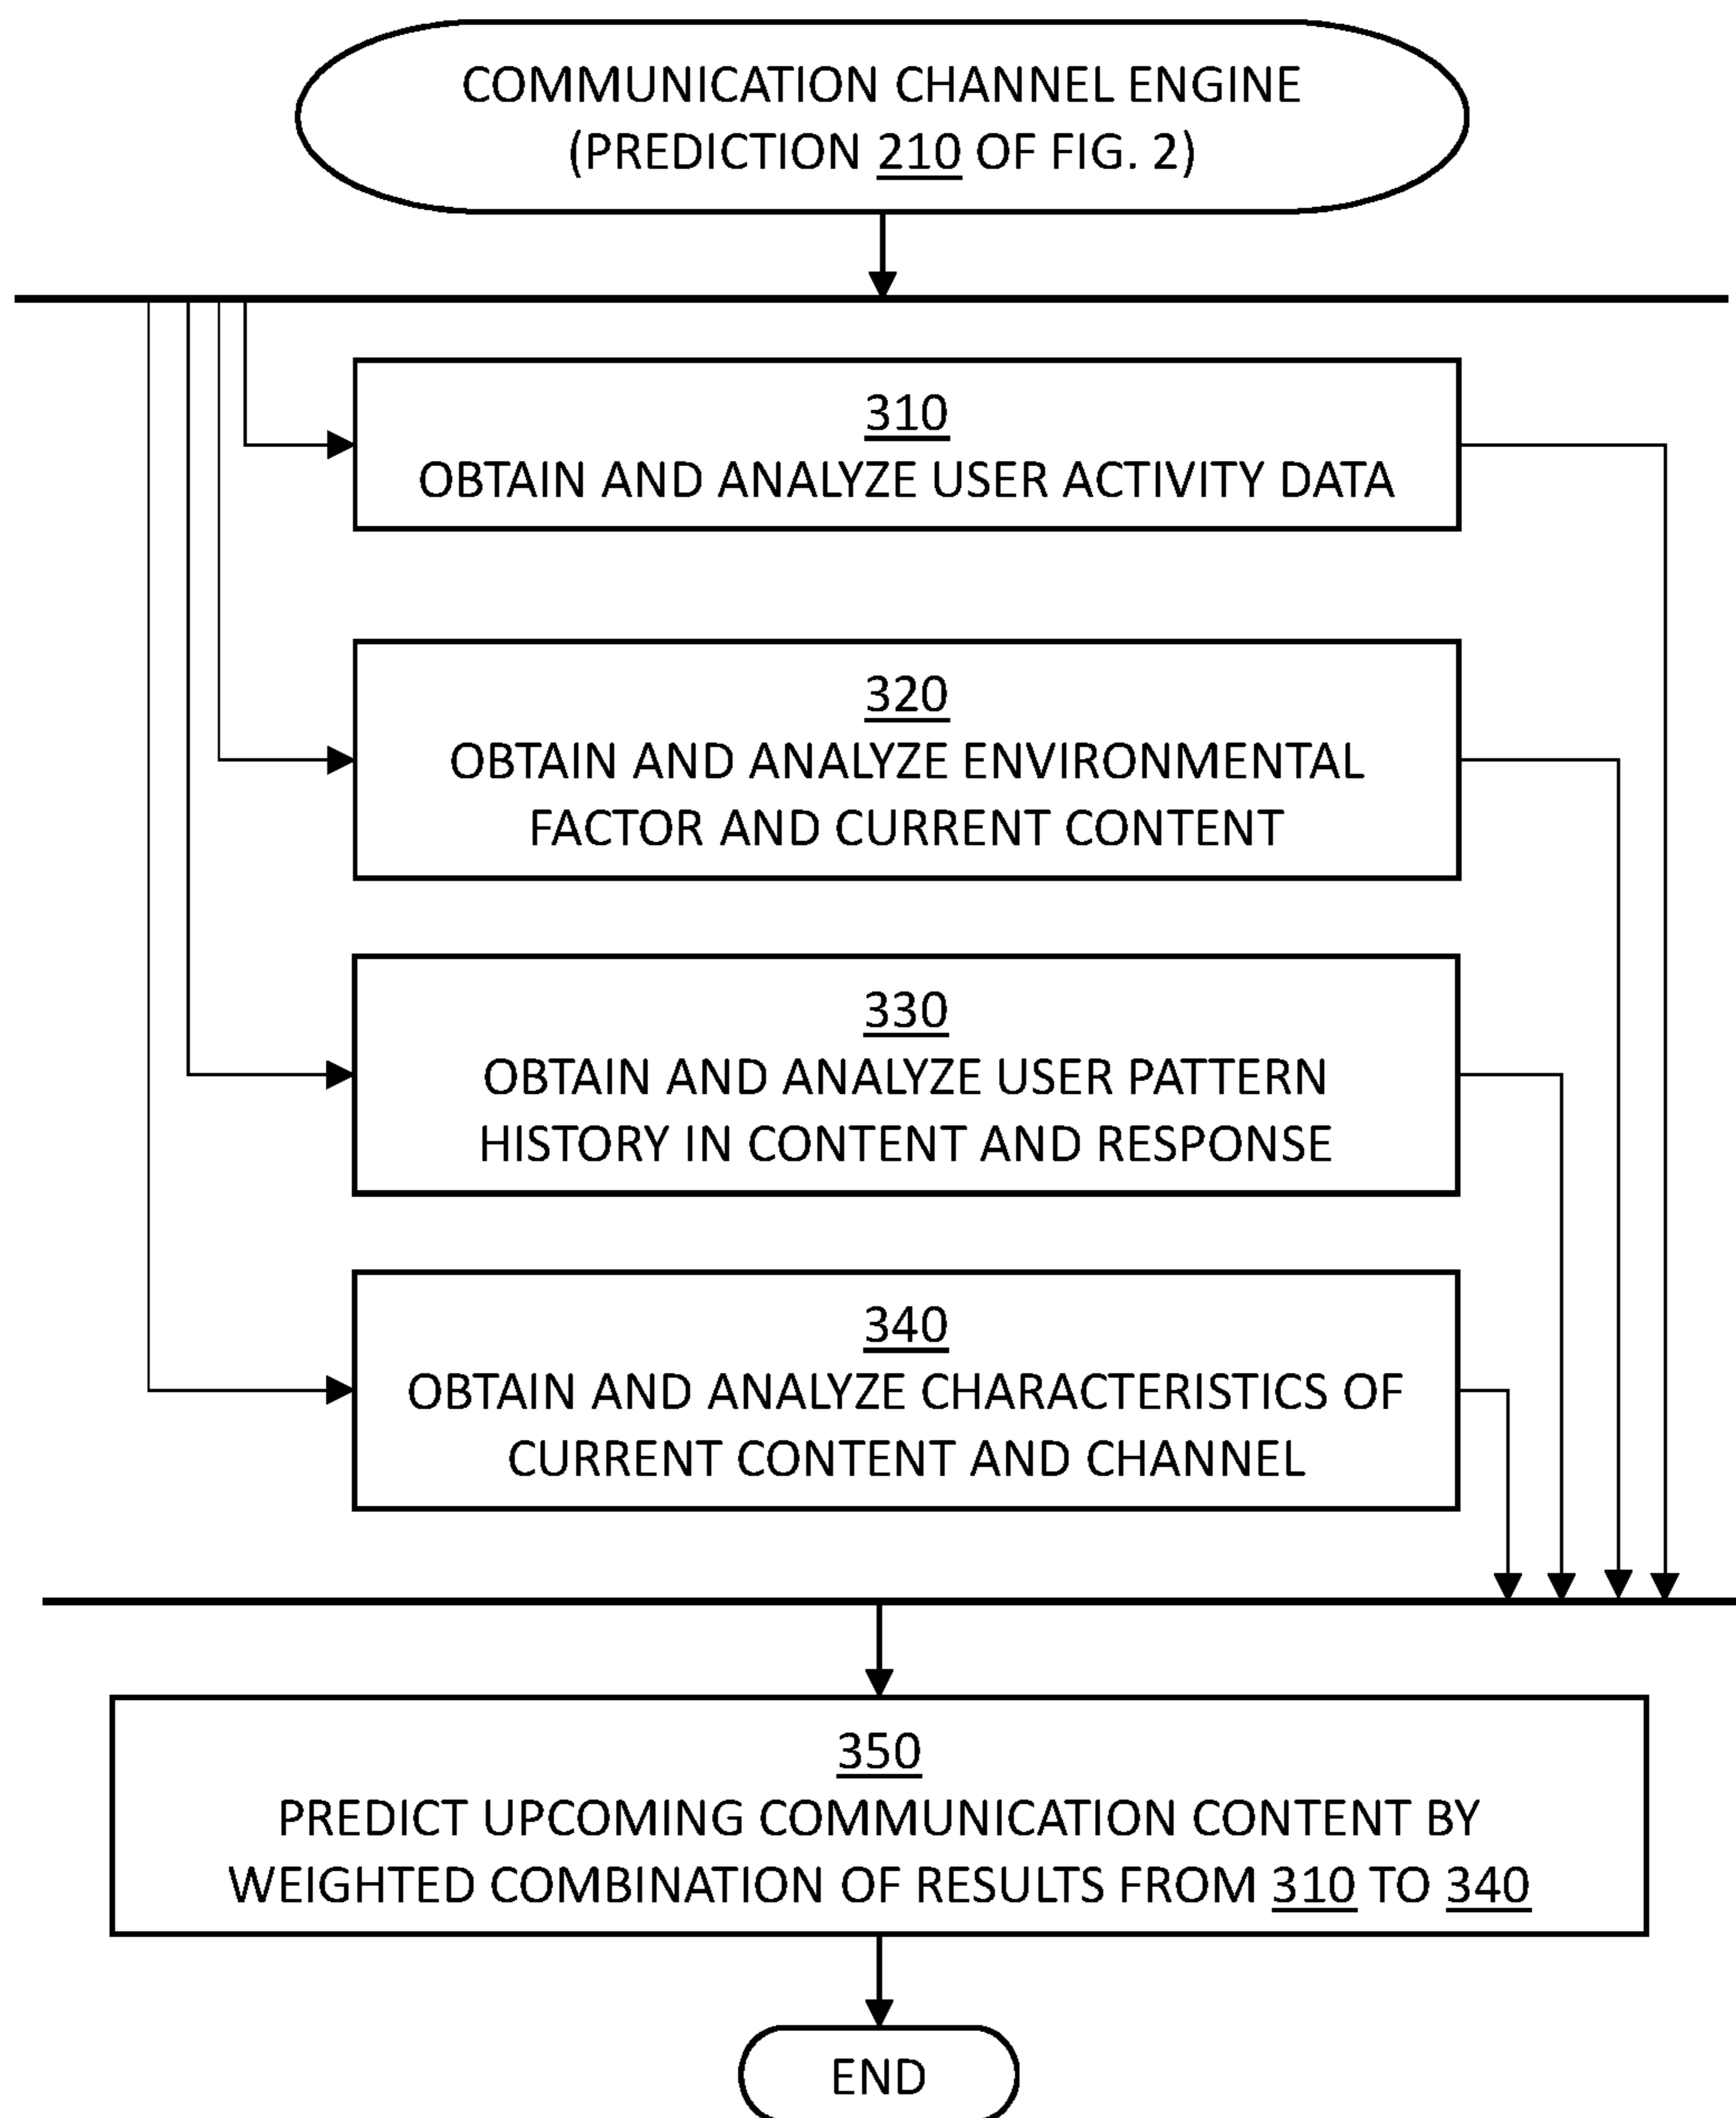 COMMUNICATION CHANNEL ENGINE
(PREDICTION 210 OF FIG. 2)
310
OBTAIN AND ANALYZE USER ACTIVITY DATA
320
OBTAIN AND ANALYZE ENVIRONMENTAL
FACTOR AND CURRENT CONTENT
330
OBTAIN AND ANALYZE USER PATTERN
HISTORY IN CONTENT AND RESPONSE
340
OBTAIN AND ANALYZE CHARACTERISTICS OF
CURRENT CONTENT AND CHANNEL
350
PREDICT UPCOMING COMMUNICATION CONTENT BY
WEIGHTED COMBINATION OF RESULTS FROM 310 TO 340
END